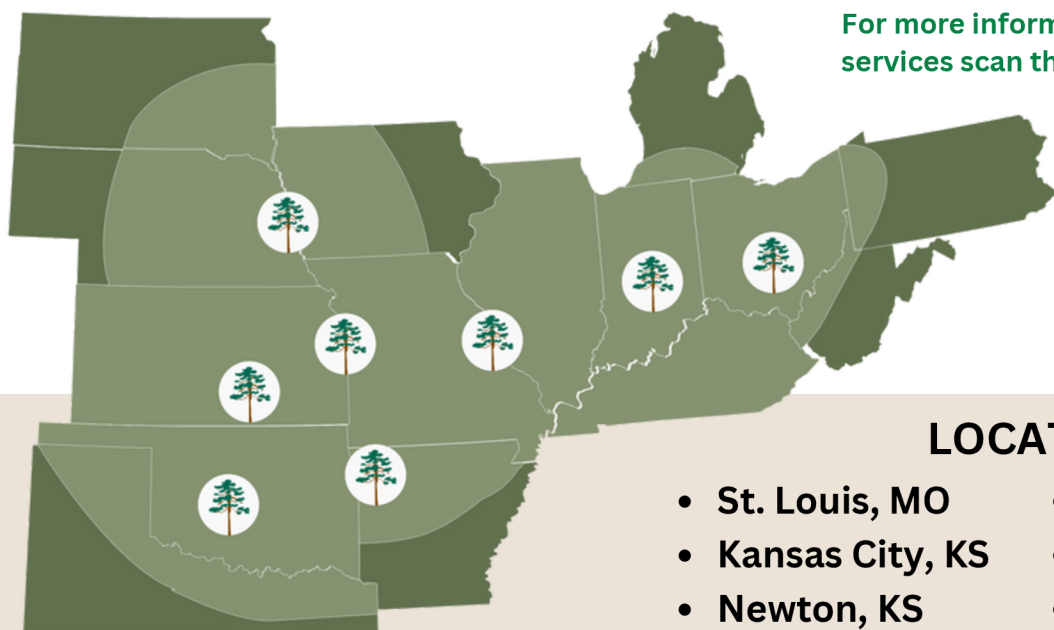 For more inform
services scan th
LOCAT
• St. Louis, MO
• Kansas City, KS
• Newton, KS